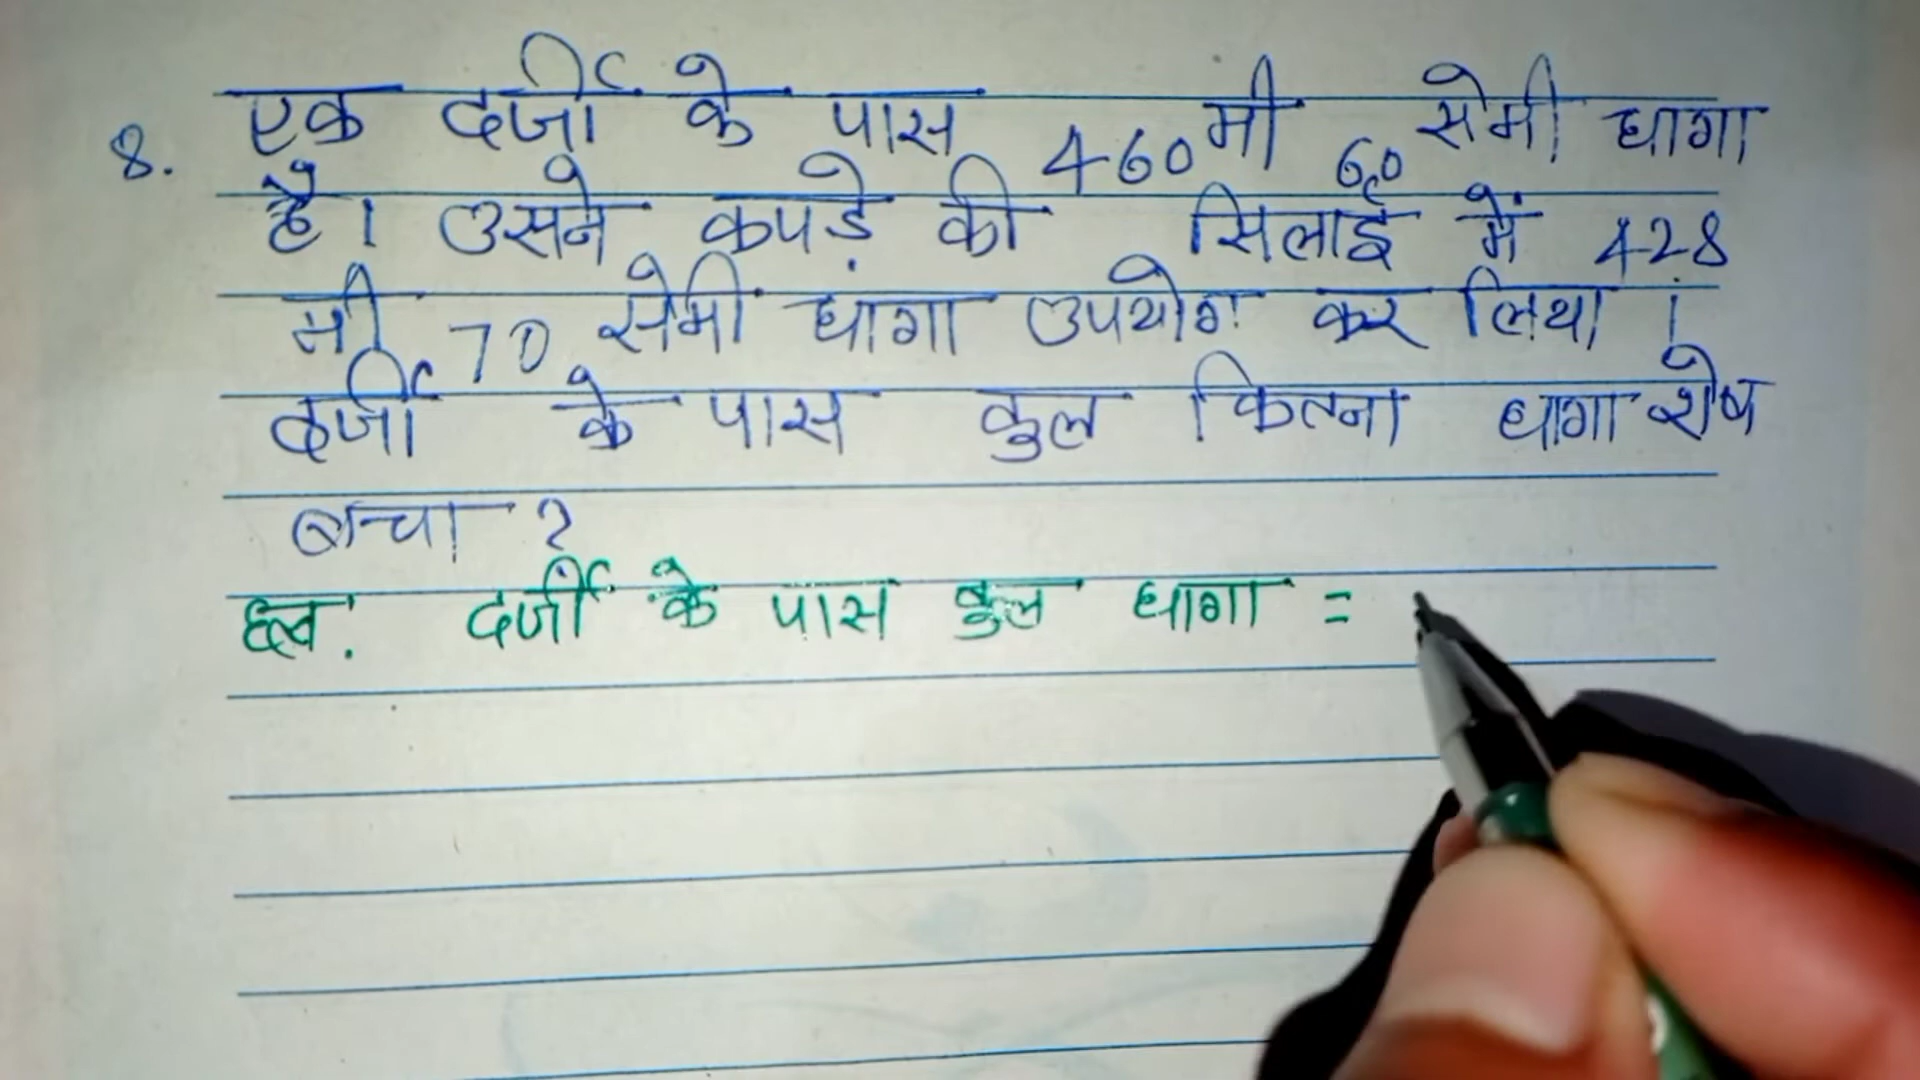 8. एक दर्जी के पास 460 मी 60 सेमी धागा
है। उसने कपड़े की सिलाई में 428
मी 70 सेमी धागा उपयोग कर लिया।
दर्जी के पास कुल कितना धागा शेष
बचा ?
हल: दर्जी के पास कुल धागा =